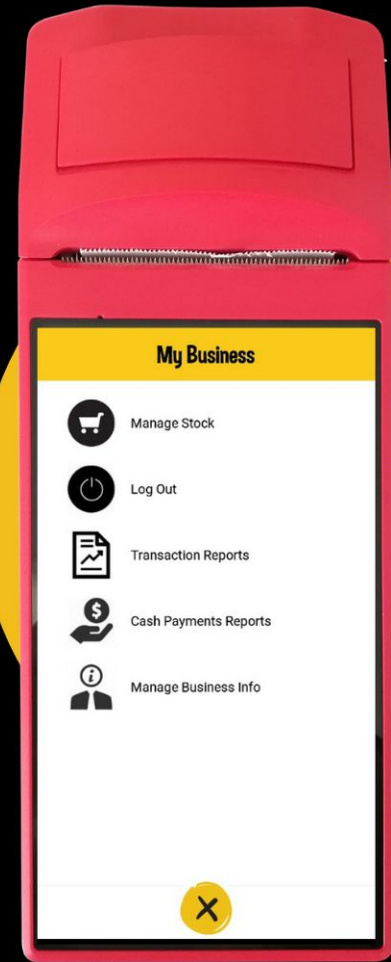 My Business
Manage Stock
Log Out
Transaction Reports
Cash Payments Reports
Manage Business Info